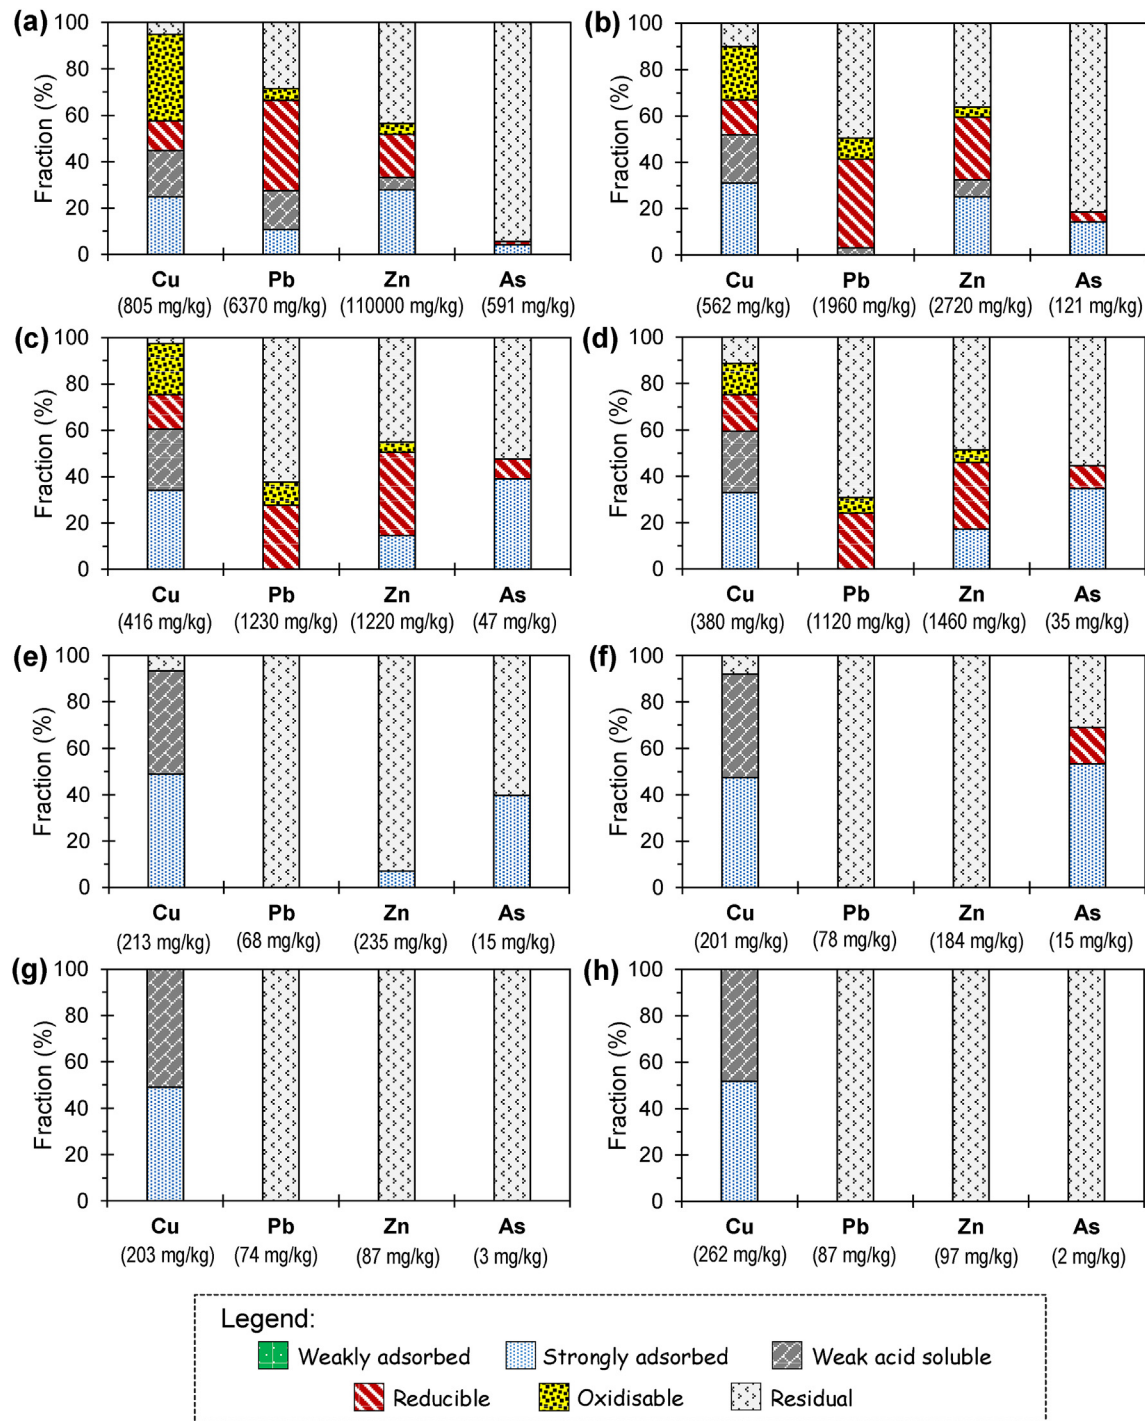 (a)
(b)
100
80
60
40
20
0
Fraction (%)
Cu Pb Zn As
(805 mg/kg) (6370 mg/kg) (110000 mg/kg) (591 mg/kg)
100
80
60
40
20
0
Fraction (%)
Cu Pb Zn As
(562 mg/kg) (1960 mg/kg) (2720 mg/kg) (121 mg/kg)
(c)
(d)
100
80
60
40
20
0
Fraction (%)
Cu Pb Zn As
(416 mg/kg) (1230 mg/kg) (1220 mg/kg) (47 mg/kg)
100
80
60
40
20
0
Fraction (%)
Cu Pb Zn As
(380 mg/kg) (1120 mg/kg) (1460 mg/kg) (35 mg/kg)
(e)
(f)
100
80
60
40
20
0
Fraction (%)
Cu Pb Zn As
(213 mg/kg) (68 mg/kg) (235 mg/kg) (15 mg/kg)
100
80
60
40
20
0
Fraction (%)
Cu Pb Zn As
(201 mg/kg) (78 mg/kg) (184 mg/kg) (15 mg/kg)
(g)
(h)
100
80
60
40
20
0
Fraction (%)
Cu Pb Zn As
(203 mg/kg) (74 mg/kg) (87 mg/kg) (3 mg/kg)
100
80
60
40
20
0
Fraction (%)
Cu Pb Zn As
(262 mg/kg) (87 mg/kg) (97 mg/kg) (2 mg/kg)
Legend:
Weakly adsorbed Strongly adsorbed Weak acid soluble
Reducible Oxidisable Residual